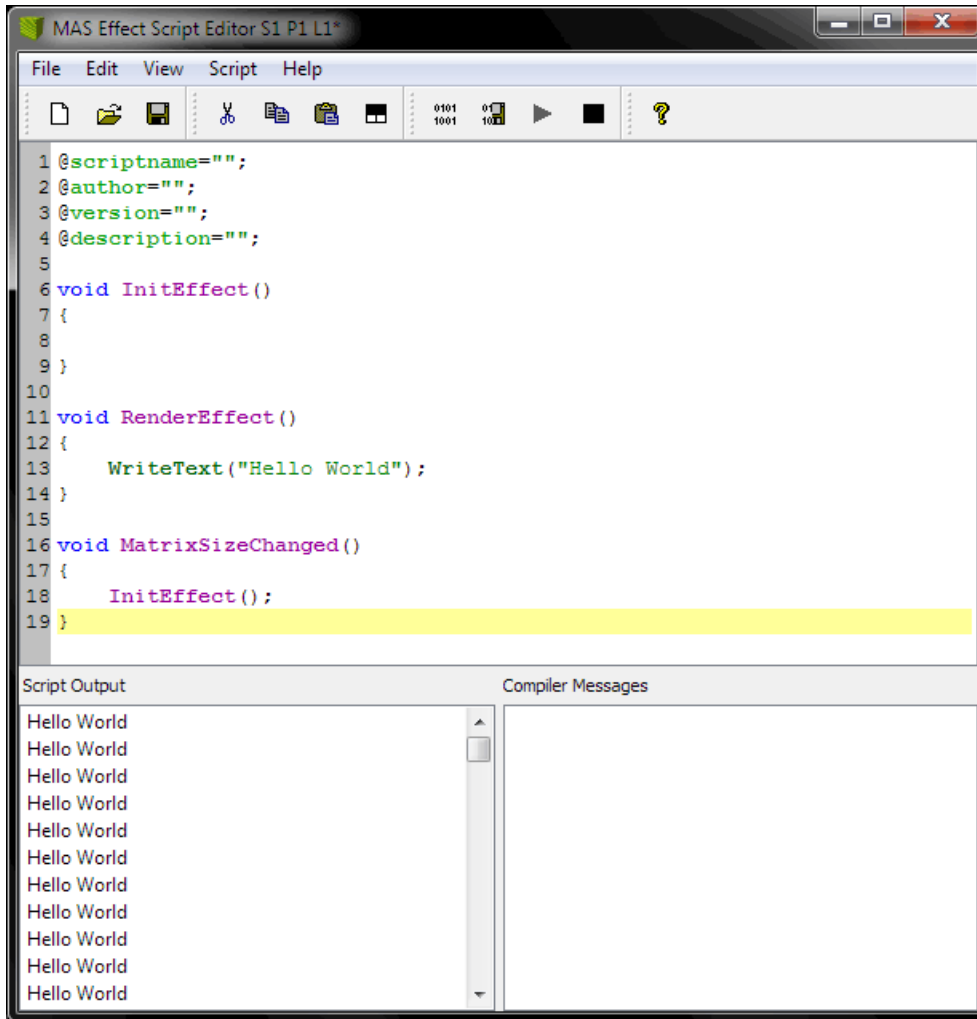 MAS Effect Script Editor S1 P1 L1*
File Edit View Script Help
0101
1001
1 @scriptname="";
2 @author="";
3 @version="";
4 @description="";
5
6 void InitEffect()
7 {
8
9 }
10
11 void RenderEffect()
12 {
13 WriteText("Hello World");
14 }
15
16 void MatrixSizeChanged()
17 {
18 InitEffect();
19 }
Script Output
Compiler Messages
Hello World
Hello World
Hello World
Hello World
Hello World
Hello World
Hello World
Hello World
Hello World
Hello World
Hello World